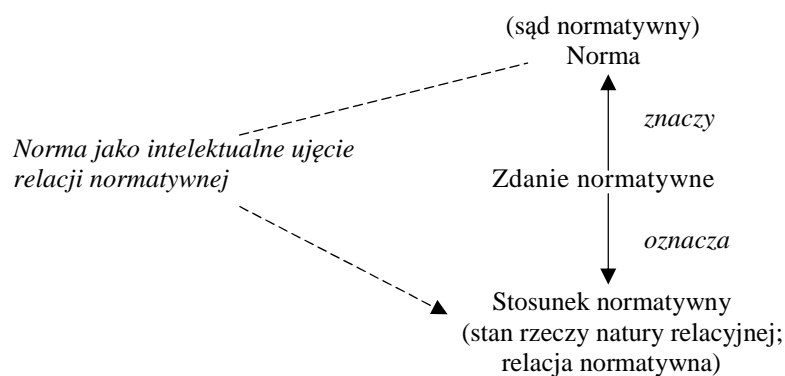 (sąd normatywny)
Norma
znaczy
Norma jako intelektualne ujęcie
relacji normatywnej
Zdanie normatywne
oznacza
Stosunek normatywny
(stan rzeczy natury relacyjnej;
relacja normatywna)